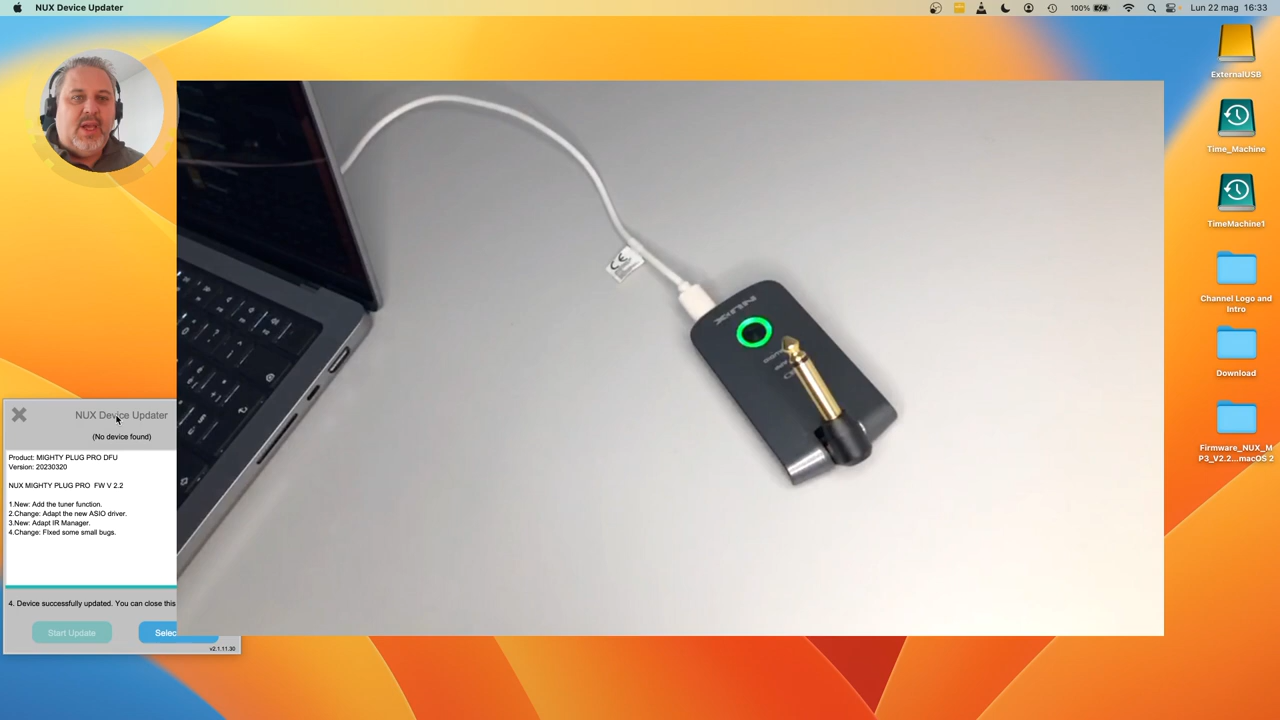 NUX Device Updater
100%
Lun 22 mag 16:33
ExternalUSB
Time_Machine
TimeMachine1
Channel Logo and
Intro
Download
Firmware_NUX_M
P3_V2.2...macOS 2
NUX
CE
NUX Device Updater
(No device found)
Product: MIGHTY PLUG PRO DFU
Version: 20230320
NUX MIGHTY PLUG PRO FW V 2.2
1.New: Add the tuner function.
2.Change: Adapt the new ASIO driver.
3.New: Adapt IR Manager.
4.Change: FIxed some small bugs.
4. Device successfully updated. You can close this
Start Update
Selec
v2.1.11.30